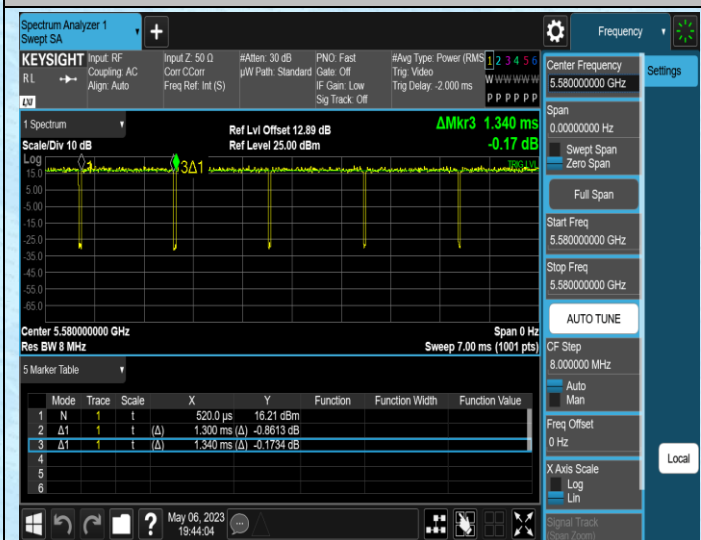 Spectrum Analyzer 1
Swept SA
+
Frequency
KEYSIGHT
RL
LXI
Input: RF
Coupling: AC
Align: Auto
Input Z: 50 Ω
Corr CCorr
Freq Ref: Int (S)
#Atten: 30 dB
µW Path: Standard
PNO: Fast
Gate: Off
IF Gain: Low
Sig Track: Off
#Avg Type: Power (RMS
Trig: Video
Trig Delay: -2.000 ms
1 2 3 4 5 6
W W W W W W
P P P P P P
1 Spectrum
Scale/Div 10 dB
Ref Lvl Offset 12.89 dB
Ref Level 25.00 dBm
ΔMkr3 1.340 ms
-0.17 dB
Log
15.0
5.00
-5.00
-15.0
-25.0
-35.0
-45.0
-55.0
-65.0
3Δ1
TRIG LVL
Center 5.580000000 GHz
Res BW 8 MHz
Span 0 Hz
Sweep 7.00 ms (1001 pts)
5 Marker Table
Mode Trace Scale X Y Function Function Width Function Value
1 N 1 t 520.0 µs 16.21 dBm
2 Δ1 1 t (Δ) 1.300 ms (Δ) -0.8613 dB
3 Δ1 1 t (Δ) 1.340 ms (Δ) -0.1734 dB
4
5
6
May 06, 2023
19:44:04
?
Center Frequency
5.580000000 GHz
Settings
Span
0.00000000 Hz
Swept Span
Zero Span
Full Span
Start Freq
5.580000000 GHz
Stop Freq
5.580000000 GHz
AUTO TUNE
CF Step
8.000000 MHz
Auto
Man
Freq Offset
0 Hz
X Axis Scale
Log
Lin
Signal Track
(Span Zoom)
Local